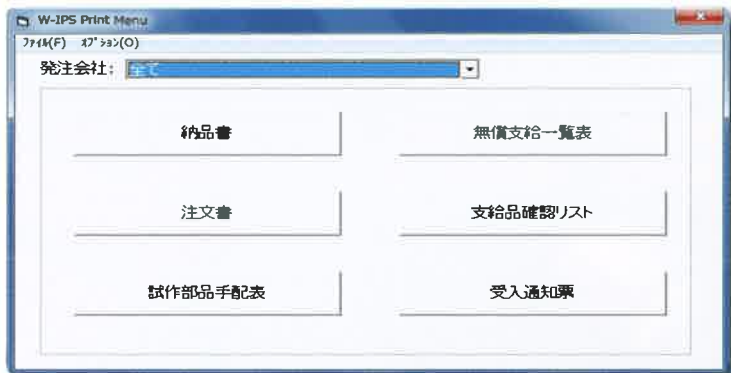 W-IPS Print Menu
ﾌｧｲﾙ(F) ｵﾌﾟｼｮﾝ(O)
発注会社: 全て
納品書 無償支給一覧表
注文書 支給品確認リスト
試作部品手配表 受入通知票